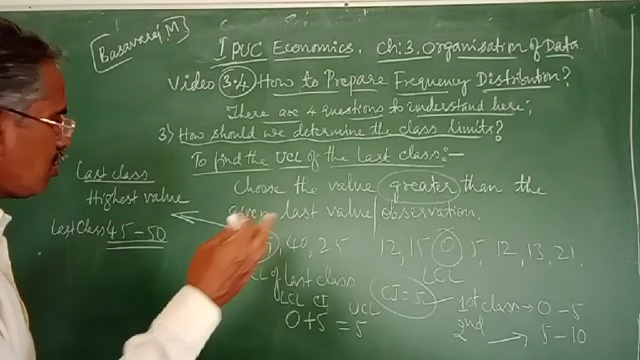 Basavaraj M
I PUC Economics. Ch: 3. Organisation of Data
Video 3.4 How to Prepare Frequency Distribution?
There are 4 questions to understand here;
3) How should we determine the class limits?
To find the UCL of the last class:-
Last class
Highest value
Choose the value greater than the
given last value/observation.
Last Class 45-50
, 40, 25 12, 15 0 5, 12, 13, 21
of last class
LCL
LCL CI UCL
0+5 = 5
CI=5
1st class → 0-5
2nd → 5-10